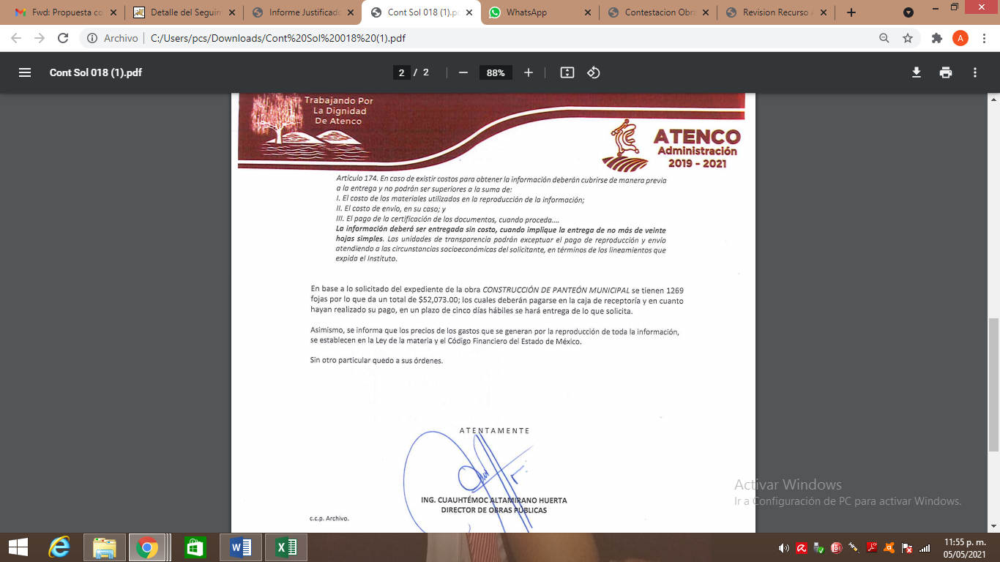 Fwd: Propuesta co
Detalle del Seguim
Informe Justificado
Cont Sol 018 (1).pd
WhatsApp
Contestacion Obra
Revision Recurso A
Archivo
C:/Users/pcs/Downloads/Cont%20Sol%20018%20(1).pdf
A
Cont Sol 018 (1).pdf
2 / 2
88%
Trabajando Por
La Dignidad
De Atenco
ATENCO
Administración
2019 - 2021
Artículo 174. En caso de existir costos para obtener la información deberán cubrirse de manera previa
a la entrega y no podrán ser superiores a la suma de:
I. El costo de los materiales utilizados en la reproducción de la información;
II. El costo de envío, en su caso; y
III. El pago de la certificación de los documentos, cuando proceda....
La información deberá ser entregada sin costo, cuando implique la entrega de no más de veinte
hojas simples. Las unidades de transparencia podrán exceptuar el pago de reproducción y envío
atendiendo a las circunstancias socioeconómicas del solicitante, en términos de los lineamientos que
expida el Instituto.
En base a lo solicitado del expediente de la obra CONSTRUCCIÓN DE PANTEÓN MUNICIPAL se tienen 1269
fojas por lo que da un total de $52,073.00; los cuales deberán pagarse en la caja de receptoría y en cuanto
hayan realizado su pago, en un plazo de cinco días hábiles se hará entrega de lo que solicita.
Asimismo, se informa que los precios de los gastos que se generan por la reproducción de toda la información,
se establecen en la Ley de la materia y el Código Financiero del Estado de México.
Sin otro particular quedo a sus órdenes.
A T E N T A M E N T E
ING. CUAUHTÉMOC ALTAMIRANO HUERTA
DIRECTOR DE OBRAS PÚBLICAS
c.c.p. Archivo.
Activar Windows
Ir a Configuración de PC para activar Windows.
11:55 p. m.
05/05/2021